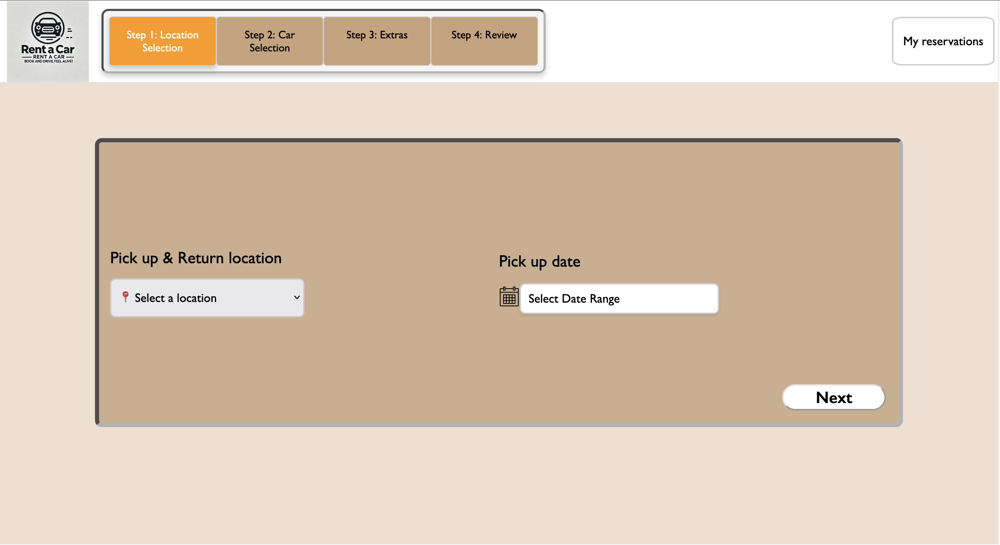 Rent a Car
RENT A CAR
BOOK AND DRIVE, FEEL ALIVE!
Step 1: Location
Selection
Step 2: Car
Selection
Step 3: Extras
Step 4: Review
My reservations
Pick up & Return location
Select a location
Pick up date
Select Date Range
Next